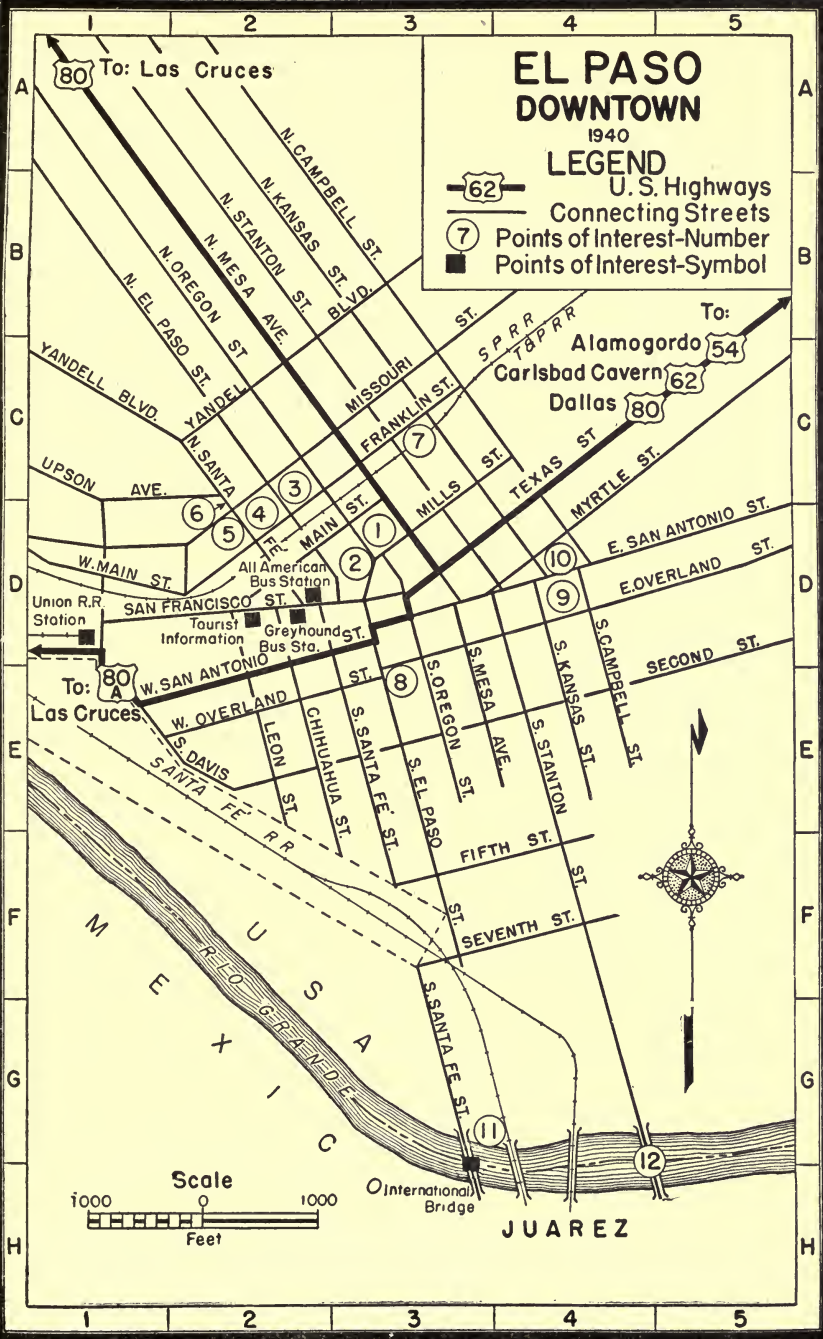 1 2 3 4 5
A
B
C
D
E
F
G
H
A
B
C
D
E
F
G
H
EL PASO
DOWNTOWN
1940
LEGEND
62 U. S. Highways
Connecting Streets
7 Points of Interest-Number
Points of Interest-Symbol
80 To: Las Cruces
N. CAMPBELL ST.
N. KANSAS ST.
N. STANTON ST.
N. MESA AVE.
N. OREGON ST
N. EL PASO ST.
YANDELL BLVD.
YANDEL BLVD.
MISSOURI ST.
FRANKLIN ST.
S P R R
T & P R R
To:
Alamogordo 54
Carlsbad Cavern 62
Dallas 80
UPSON AVE.
N. SANTA FE
MAIN ST.
MILLS ST.
TEXAS ST
MYRTLE ST.
7
3
4
6
5
1
2
10
9
W. MAIN ST.
All American
Bus Station
E. SAN ANTONIO ST.
E. OVERLAND ST.
Union R.R.
Station
SAN FRANCISCO ST.
Tourist
Information
Greyhound
Bus Sta.
W. SAN ANTONIO ST.
80
A
To:
Las Cruces
W. OVERLAND ST.
8
SECOND ST.
S. DAVIS
LEON ST.
CHIHUAHUA ST.
S. SANTA FE' ST.
S. EL PASO ST.
S. OREGON ST.
S. MESA AVE.
S. STANTON ST.
S. KANSAS ST.
S. CAMPBELL ST.
SANTA FE' R R
FIFTH ST.
SEVENTH ST.
S. SANTA FE ST.
U S A
RIO GRANDE
M E X I C O
11
12
International
Bridge
JUAREZ
Scale
1000 0 1000
Feet
1 2 3 4 5